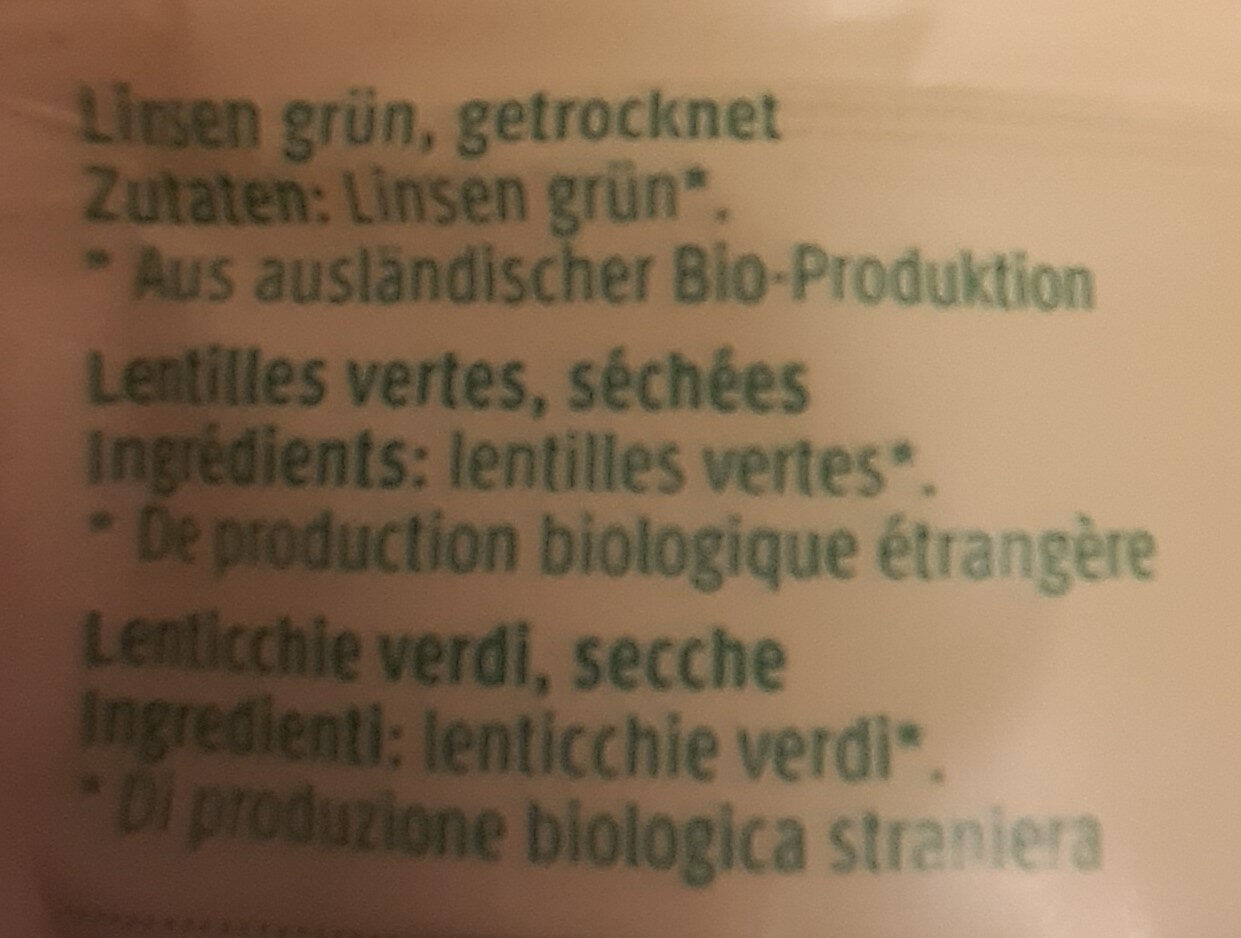 Linsen grün, getrocknet
Zutaten: Linsen grün*.
* Aus ausländischer Bio-Produktion
Lentilles vertes, séchées
Ingrédients: lentilles vertes*.
* De production biologique étrangère
Lenticchie verdi, secche
Ingredienti: lenticchie verdi*.
* Di produzione biologica straniera